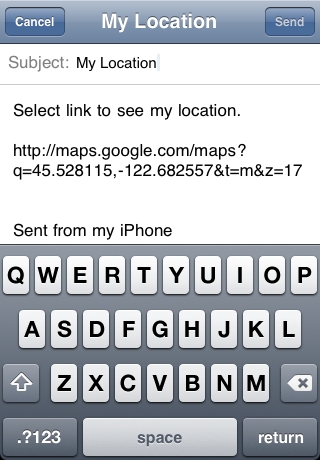 Cancel My Location Send
Subject: My Location
Select link to see my location.
http://maps.google.com/maps?
q=45.528115,-122.682557&t=m&z=17
Sent from my iPhone
Q W E R T Y U I O P
A S D F G H J K L
Z X C V B N M
.?123 space return